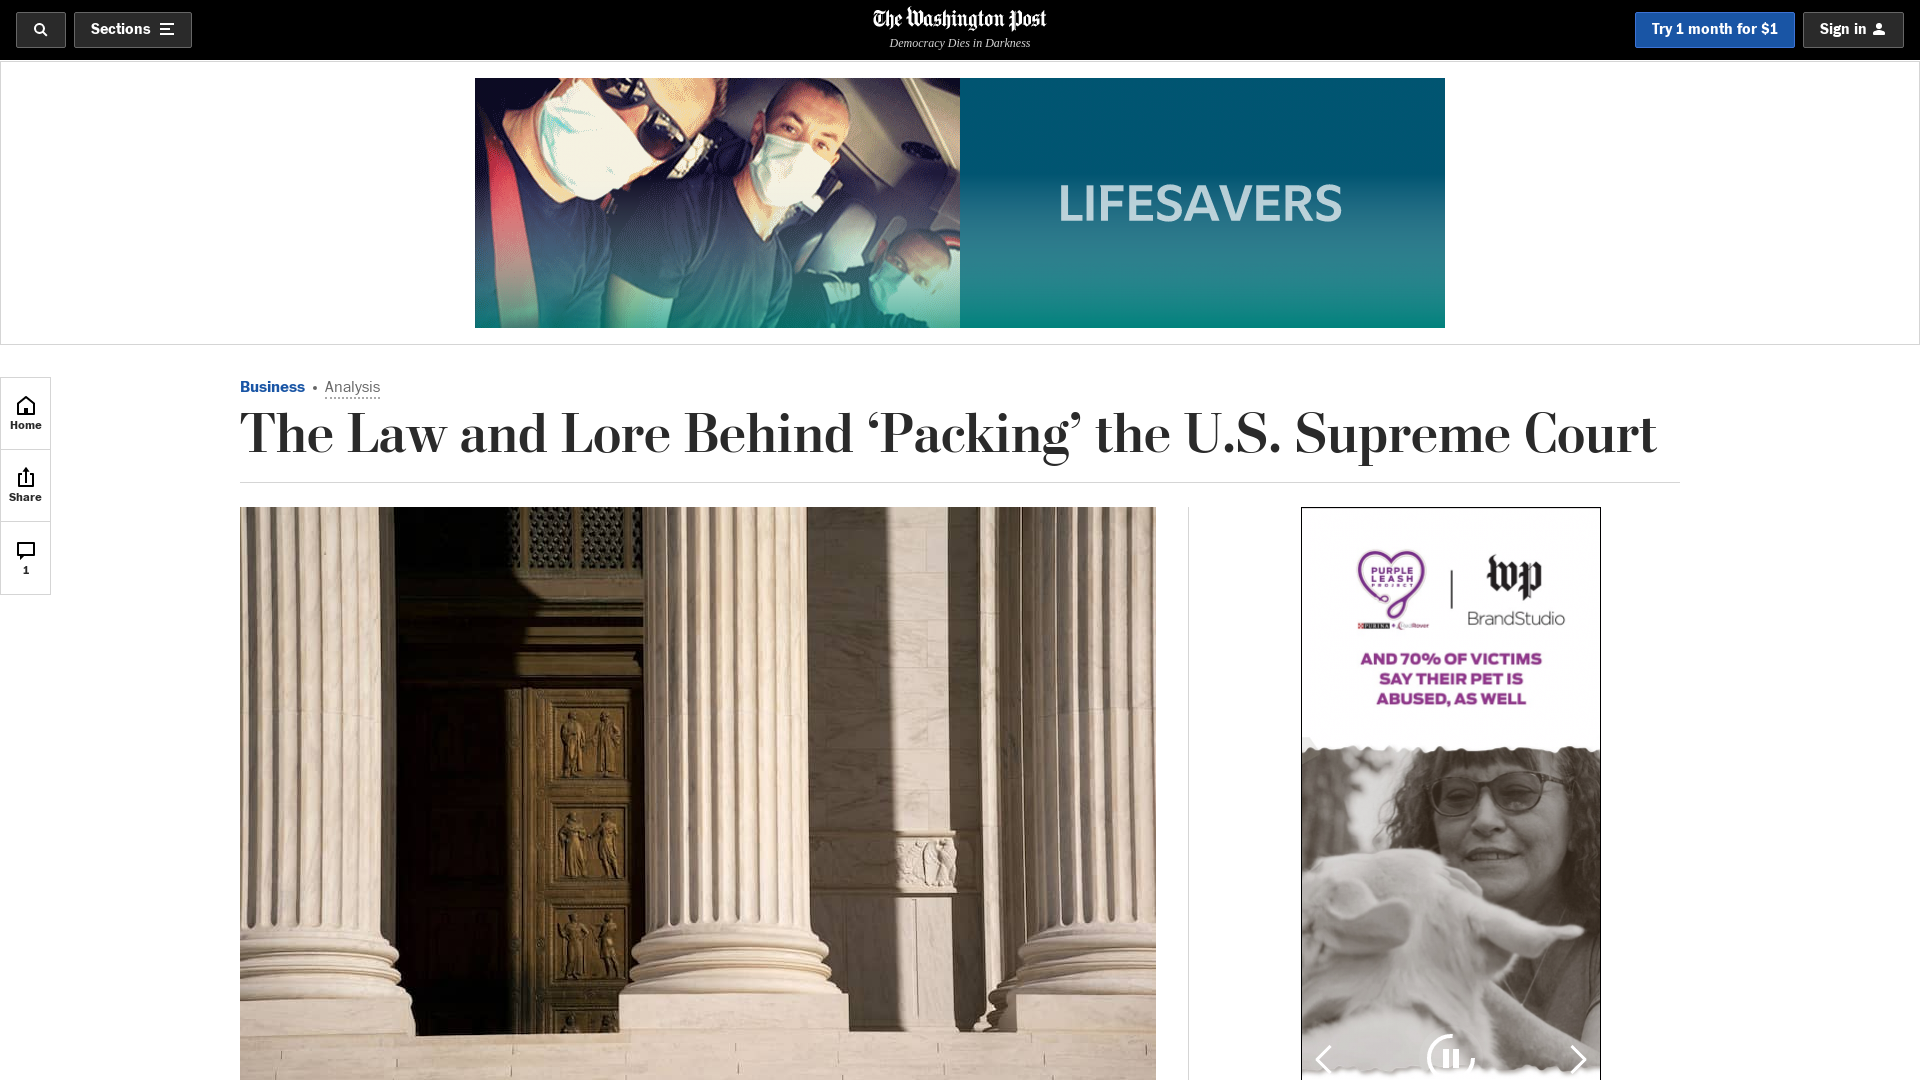 Sections
The Washington Post
Democracy Dies in Darkness
Try 1 month for $1
Sign in
LIFESAVERS
Home
Share
1
Business • Analysis
The Law and Lore Behind ‘Packing’ the U.S. Supreme Court
PURPLE
LEASH
PROJECT
PURINA
wp
BrandStudio
AND 70% OF VICTIMS
SAY THEIR PET IS
ABUSED, AS WELL